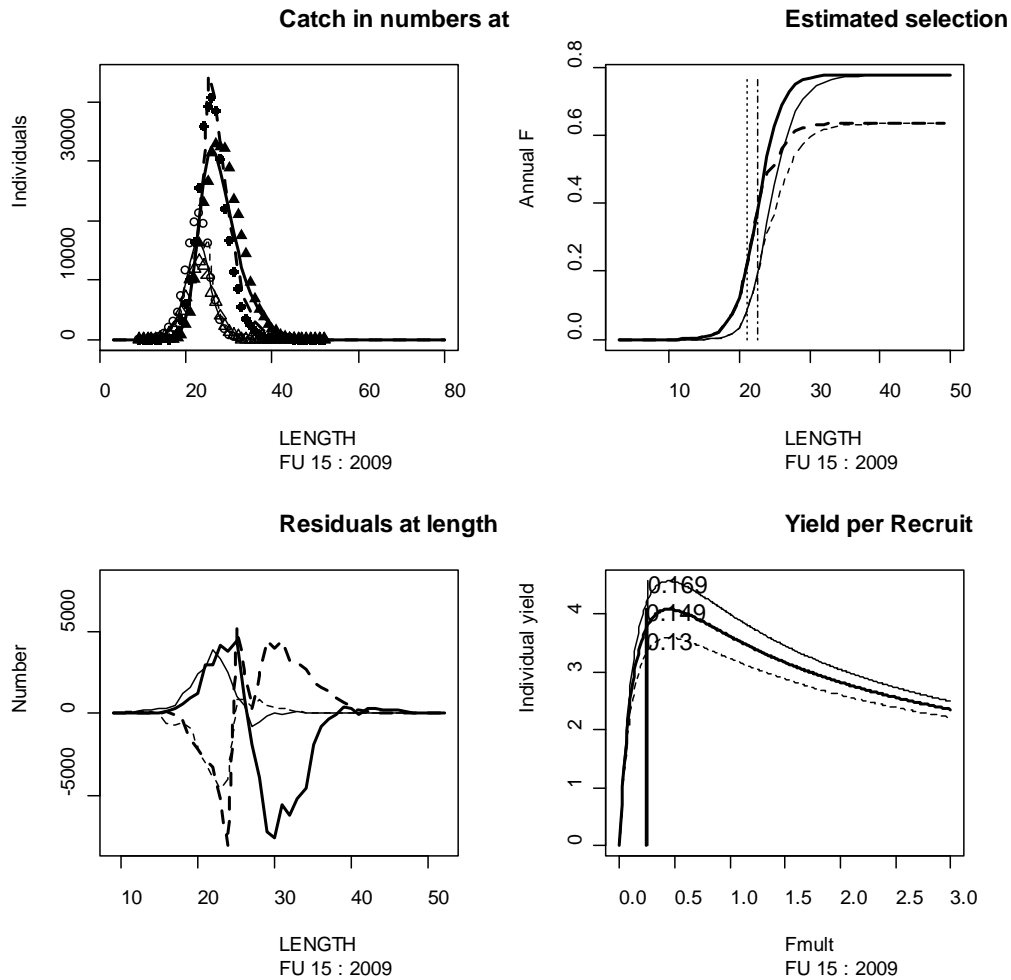 Catch in numbers at
Individuals
0 10000 30000
0 20 40 60 80
LENGTH
FU 15 : 2009
Estimated selection
Annual F
0.0 0.2 0.4 0.6 0.8
10 20 30 40 50
LENGTH
FU 15 : 2009
Residuals at length
Number
-5000 0 5000
10 20 30 40 50
LENGTH
FU 15 : 2009
Yield per Recruit
Individual yield
0 1 2 3 4
0.169
0.149
0.13
0.0 0.5 1.0 1.5 2.0 2.5 3.0
Fmult
FU 15 : 2009